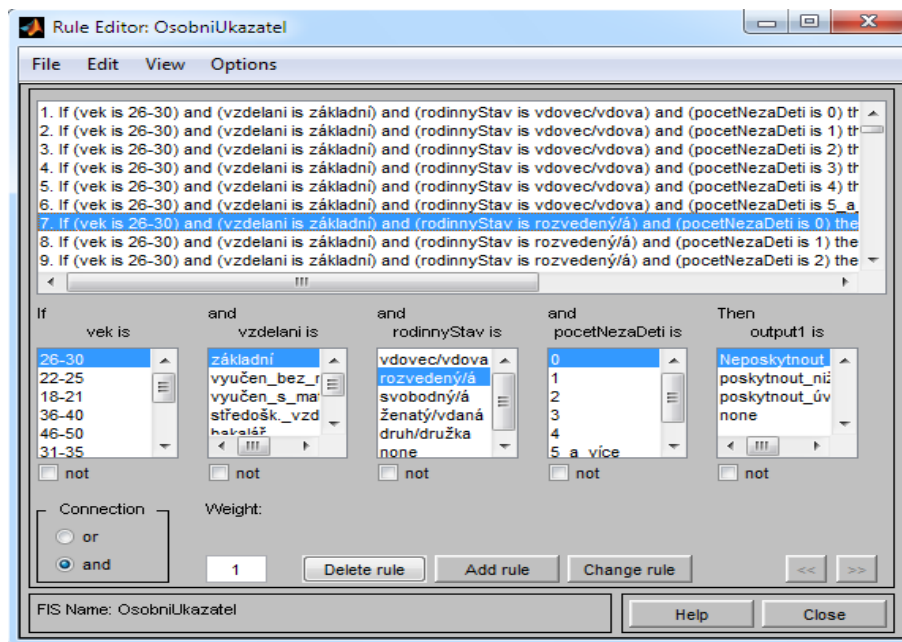 Rule Editor: OsobniUkazatel
File Edit View Options
1. If (vek is 26-30) and (vzdelani is základní) and (rodinnyStav is vdovec/vdova) and (pocetNezaDeti is 0) th
2. If (vek is 26-30) and (vzdelani is základní) and (rodinnyStav is vdovec/vdova) and (pocetNezaDeti is 1) th
3. If (vek is 26-30) and (vzdelani is základní) and (rodinnyStav is vdovec/vdova) and (pocetNezaDeti is 2) th
4. If (vek is 26-30) and (vzdelani is základní) and (rodinnyStav is vdovec/vdova) and (pocetNezaDeti is 3) th
5. If (vek is 26-30) and (vzdelani is základní) and (rodinnyStav is vdovec/vdova) and (pocetNezaDeti is 4) th
6. If (vek is 26-30) and (vzdelani is základní) and (rodinnyStav is vdovec/vdova) and (pocetNezaDeti is 5_a_
7. If (vek is 26-30) and (vzdelani is základní) and (rodinnyStav is rozvedený/á) and (pocetNezaDeti is 0) the
8. If (vek is 26-30) and (vzdelani is základní) and (rodinnyStav is rozvedený/á) and (pocetNezaDeti is 1) the
9. If (vek is 26-30) and (vzdelani is základní) and (rodinnyStav is rozvedený/á) and (pocetNezaDeti is 2) the
If and and and Then
vek is vzdelani is rodinnyStav is pocetNezaDeti is output1 is
26-30 základní vdovec/vdova 0 Neposkytnout
22-25 vyučen_bez_r rozvedený/á 1 poskytnout_niž
18-21 vyučen_s_ma svobodný/á 2 poskytnout_úv
36-40 středošk._vzd ženatý/vdaná 3 none
46-50 bakalář druh/družka 4
31-35 none 5_a_více
not not not not not
Connection Weight:
or
and 1 Delete rule Add rule Change rule << >>
FIS Name: OsobniUkazatel Help Close